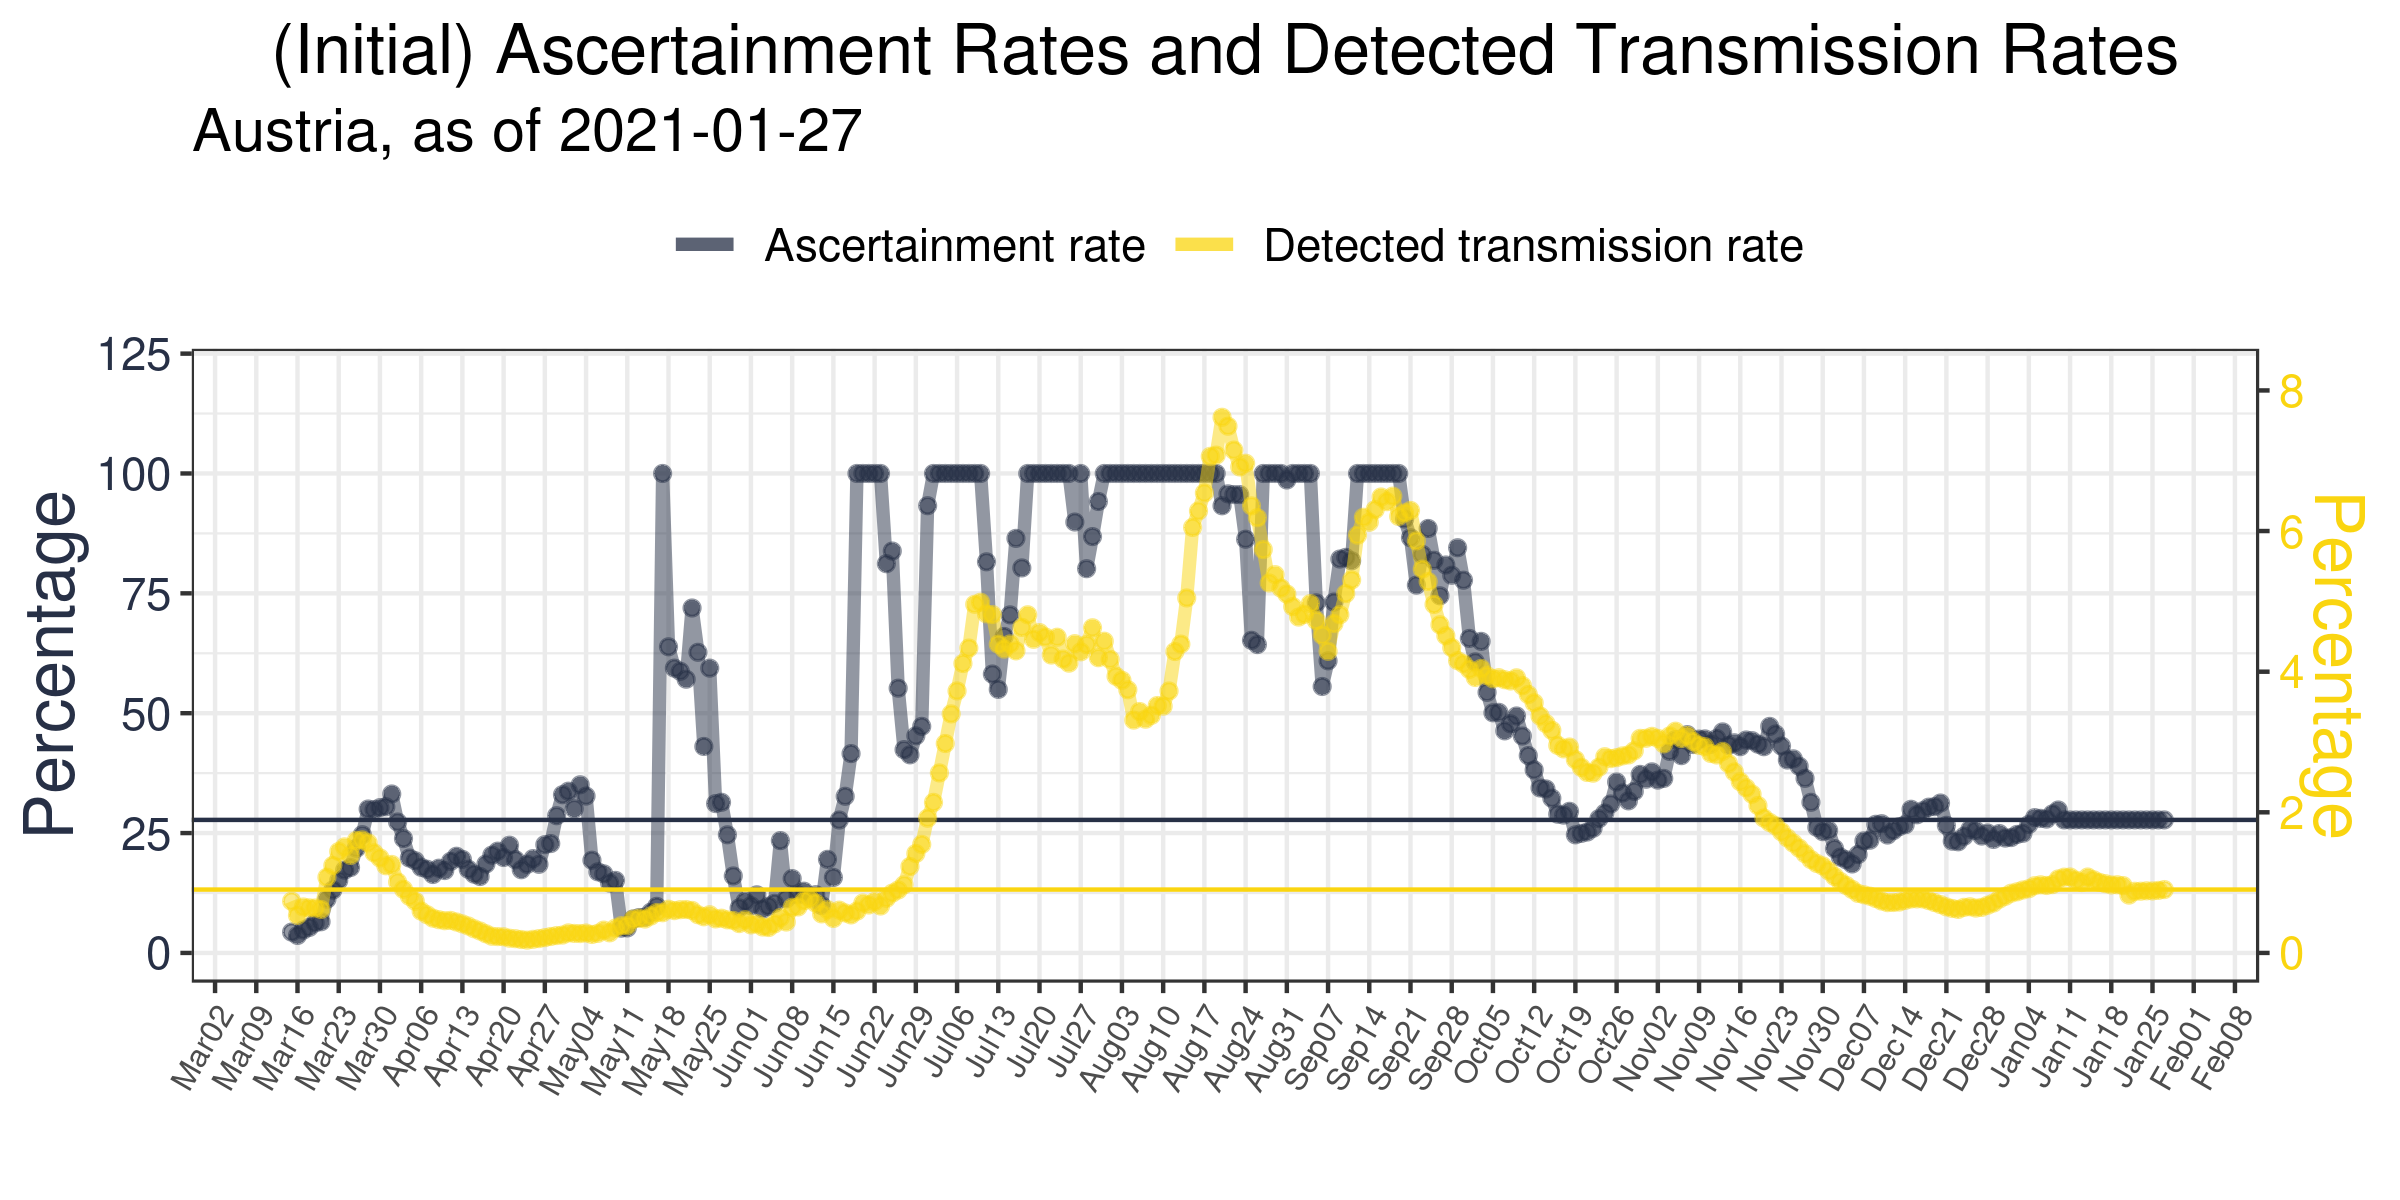 (Initial) Ascertainment Rates and Detected Transmission Rates
Austria, as of 2021-01-27
Ascertainment rate Detected transmission rate
Percentage
125
100
75
50
25
0
8
6
4
2
0
Percentage
Mar02 Mar09 Mar16 Mar23 Mar30 Apr06 Apr13 Apr20 Apr27 May04 May11 May18 May25 Jun01 Jun08 Jun15 Jun22 Jun29 Jul06 Jul13 Jul20 Jul27 Aug03 Aug10 Aug17 Aug24 Aug31 Sep07 Sep14 Sep21 Sep28 Oct05 Oct12 Oct19 Oct26 Nov02 Nov09 Nov16 Nov23 Nov30 Dec07 Dec14 Dec21 Dec28 Jan04 Jan11 Jan18 Jan25 Feb01 Feb08